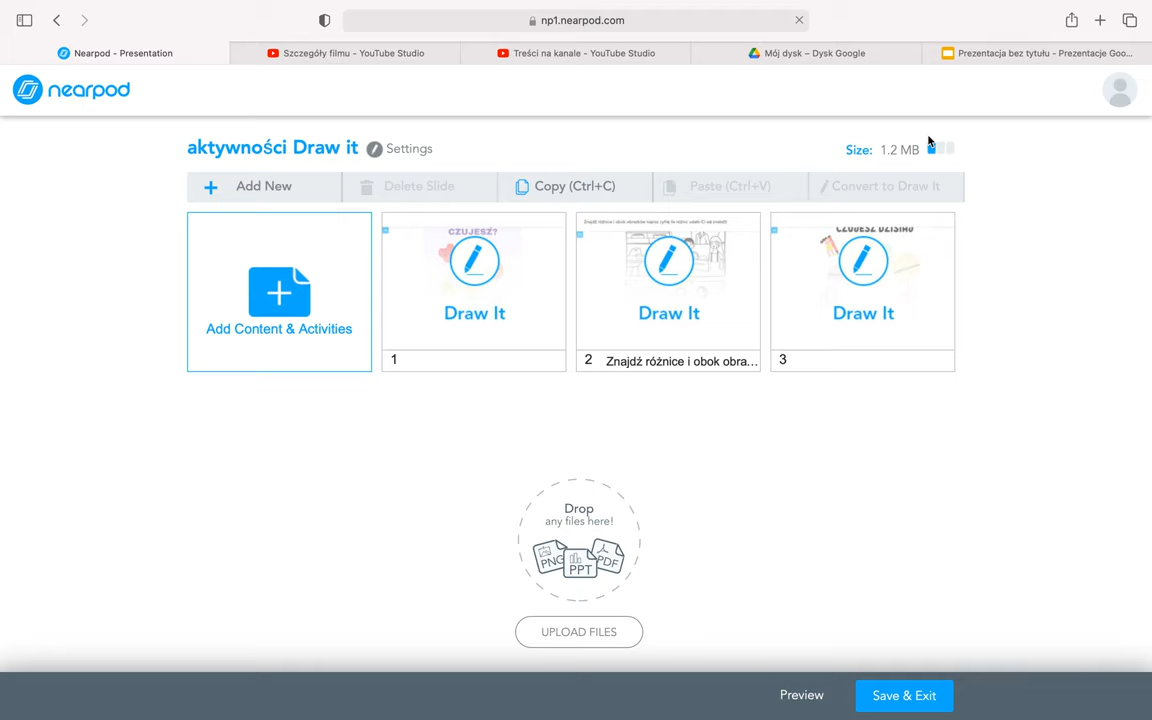 np1.nearpod.com
Nearpod - Presentation
Szczegóły filmu - YouTube Studio
Treści na kanale - YouTube Studio
Mój dysk – Dysk Google
Prezentacja bez tytułu - Prezentacje Goo...
nearpod
aktywności Draw it
Settings
Size: 1.2 MB
Add New
Delete Slide
Copy (Ctrl+C)
Paste (Ctrl+V)
Convert to Draw It
Add Content & Activities
CZUJESZ?
Draw It
1
Draw It
2 Znajdź różnice i obok obra...
CZUJESZ DZISIAJ
Draw It
3
Drop
any files here!
PNG
PPT
PDF
UPLOAD FILES
Preview
Save & Exit